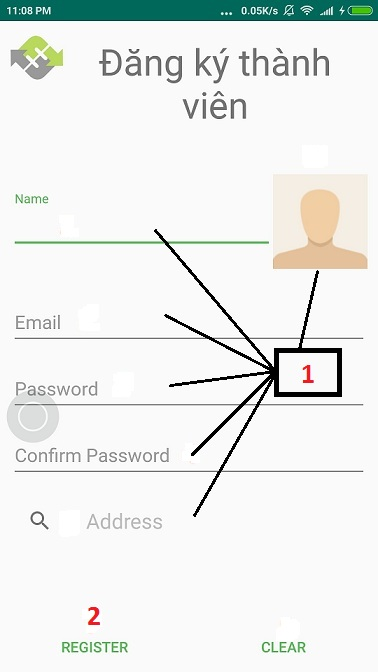 11:08 PM ... 0.05K/s
Đăng ký thành
viên
Name
Email
1
Password
Confirm Password
Address
2
REGISTER CLEAR